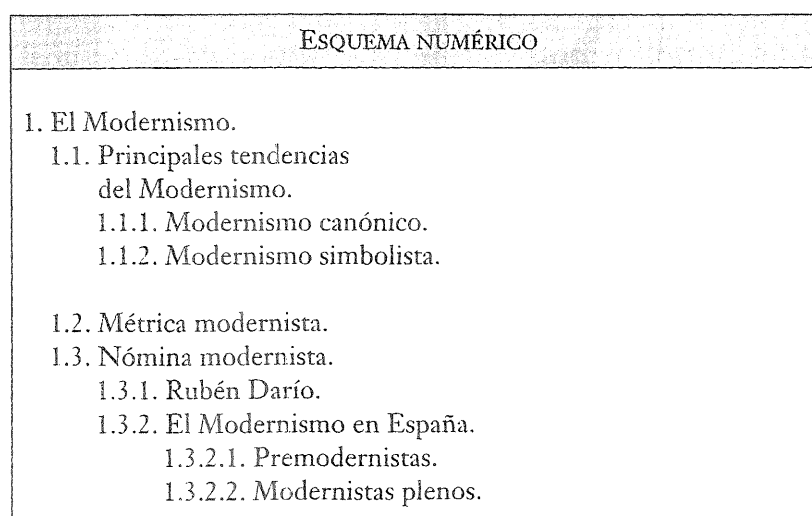 ESQUEMA NUMÉRICO
1. El Modernismo.
1.1. Principales tendencias
del Modernismo.
1.1.1. Modernismo canónico.
1.1.2. Modernismo simbolista.
1.2. Métrica modernista.
1.3. Nómina modernista.
1.3.1. Rubén Darío.
1.3.2. El Modernismo en España.
1.3.2.1. Premodernistas.
1.3.2.2. Modernistas plenos.